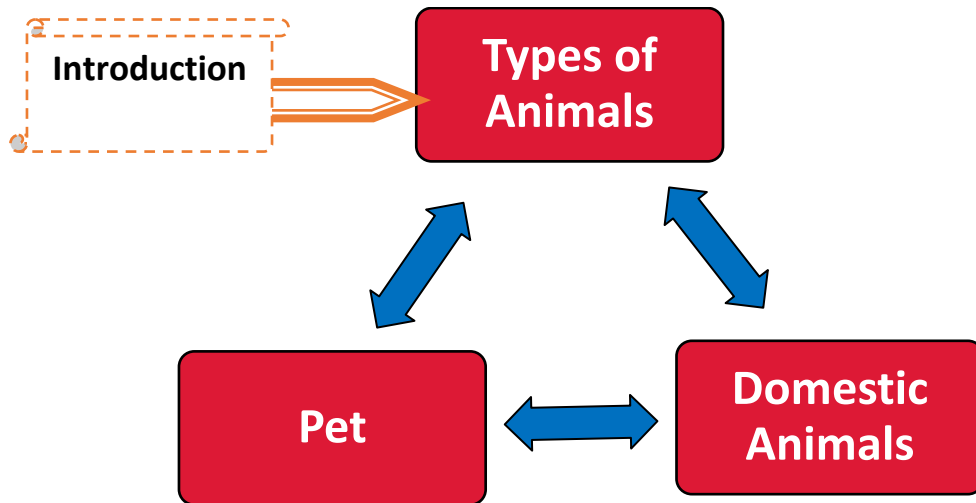 Introduction
Types of
Animals
Pet
Domestic
Animals